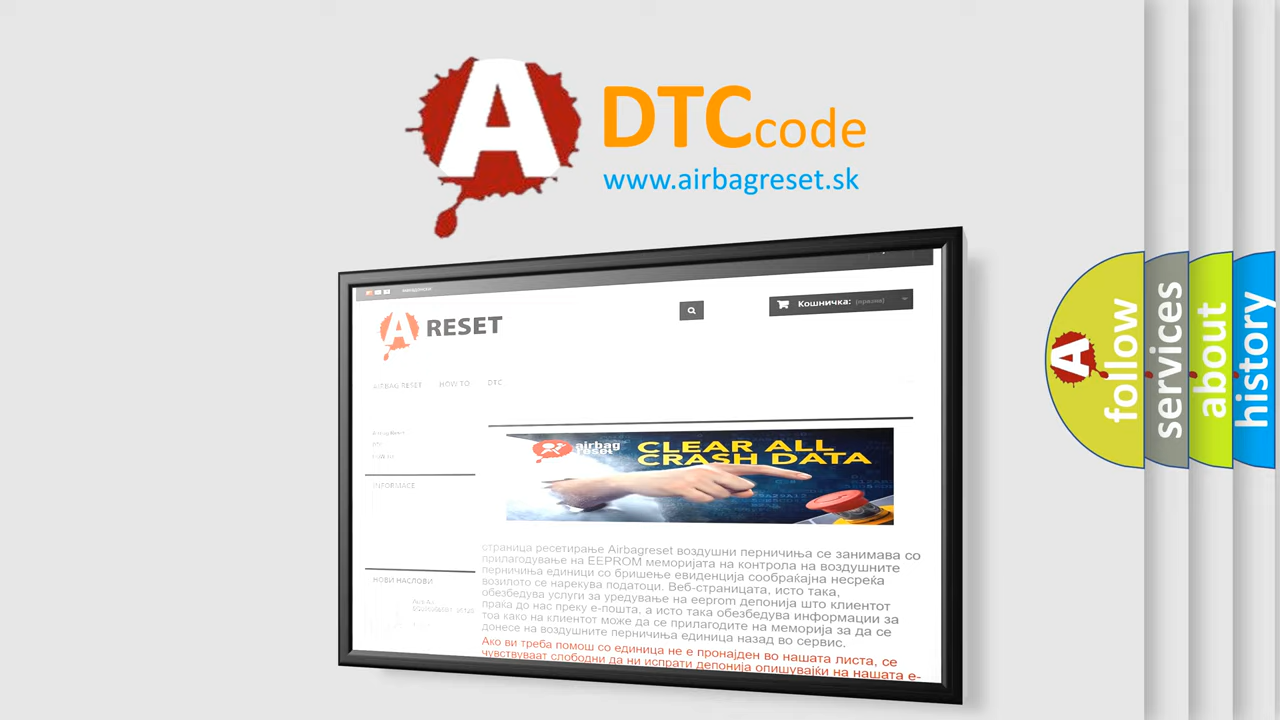 A DTCcode
www.airbagreset.sk
A RESET
Кошничка: (празни)
AIRBAG RESET HOW TO DTC
DTC
INFORMACE
НОВИ НАСЛОВИ
airbag
reset
CLEAR ALL
CRASH DATA
страница ресетирање Airbagreset воздушни перничиња се занимава со
прилагодување на EEPROM меморијата на контрола на воздушните
перничиња единици со бришење евиденција сообраќајна несреќа
возилото се нарекува податоци. Веб-страницата, исто така,
обезбедува услуги за уредување на eeprom депонија што клиентот
праќа до нас преку е-пошта, а исто така обезбедува информации за
тоа како на клиентот може да се прилагодите на меморија за да се
донесе на воздушните перничиња единица назад во сервис.
Ако ви треба помош со единица не е пронајден во нашата листа, се
чувствуваат слободни да ни испрати депонија опишувајќи на нашата е-
A follow
services
about
history